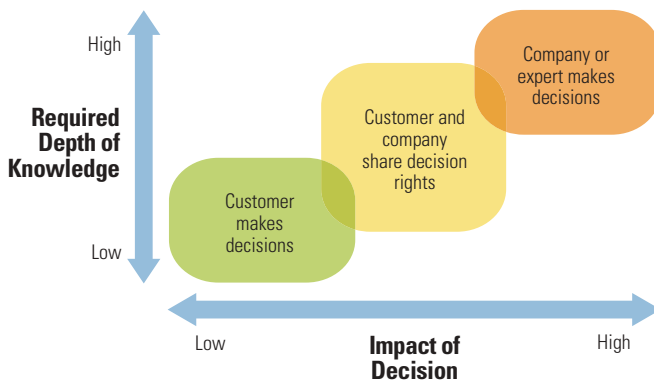 High
Required
Depth of
Knowledge
Low
Company or
expert makes
decisions
Customer and
company
share decision
rights
Customer
makes
decisions
Low
Impact of
Decision
High